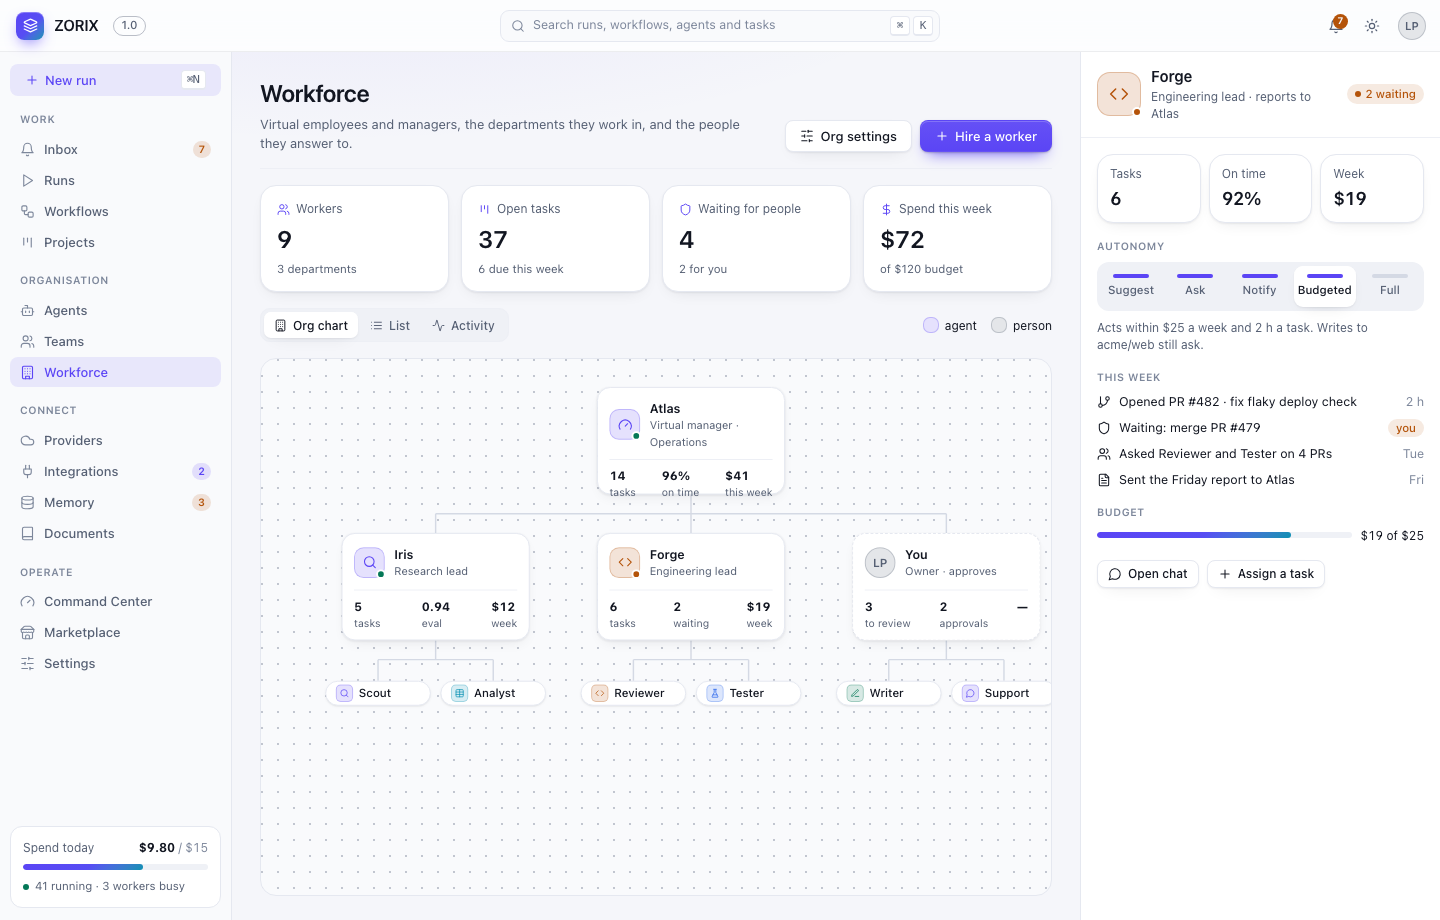 ZORIX
1.0
Search runs, workflows, agents and tasks
⌘ K
7
LP
New run
⌘N
WORK
Inbox
7
Runs
Workflows
Projects
ORGANISATION
Agents
Teams
Workforce
CONNECT
Providers
Integrations
2
Memory
3
Documents
OPERATE
Command Center
Marketplace
Settings
Spend today
$9.80 / $15
41 running · 3 workers busy
Workforce
Virtual employees and managers, the departments they work in, and the people
they answer to.
Org settings
Hire a worker
Workers
9
3 departments
Open tasks
37
6 due this week
Waiting for people
4
2 for you
Spend this week
$72
of $120 budget
Org chart
List
Activity
agent
person
Atlas
Virtual manager ·
Operations
14 96% $41
tasks on time this week
Iris
Research lead
5 0.94 $12
tasks eval week
Forge
Engineering lead
6 2 $19
tasks waiting week
LP
You
Owner · approves
3 2 —
to review approvals
Scout
Analyst
Reviewer
Tester
Writer
Support
Forge
Engineering lead · reports to
Atlas
2 waiting
Tasks
6
On time
92%
Week
$19
AUTONOMY
Suggest
Ask
Notify
Budgeted
Full
Acts within $25 a week and 2 h a task. Writes to
acme/web still ask.
THIS WEEK
Opened PR #482 · fix flaky deploy check 2 h
Waiting: merge PR #479 you
Asked Reviewer and Tester on 4 PRs Tue
Sent the Friday report to Atlas Fri
BUDGET
$19 of $25
Open chat
Assign a task